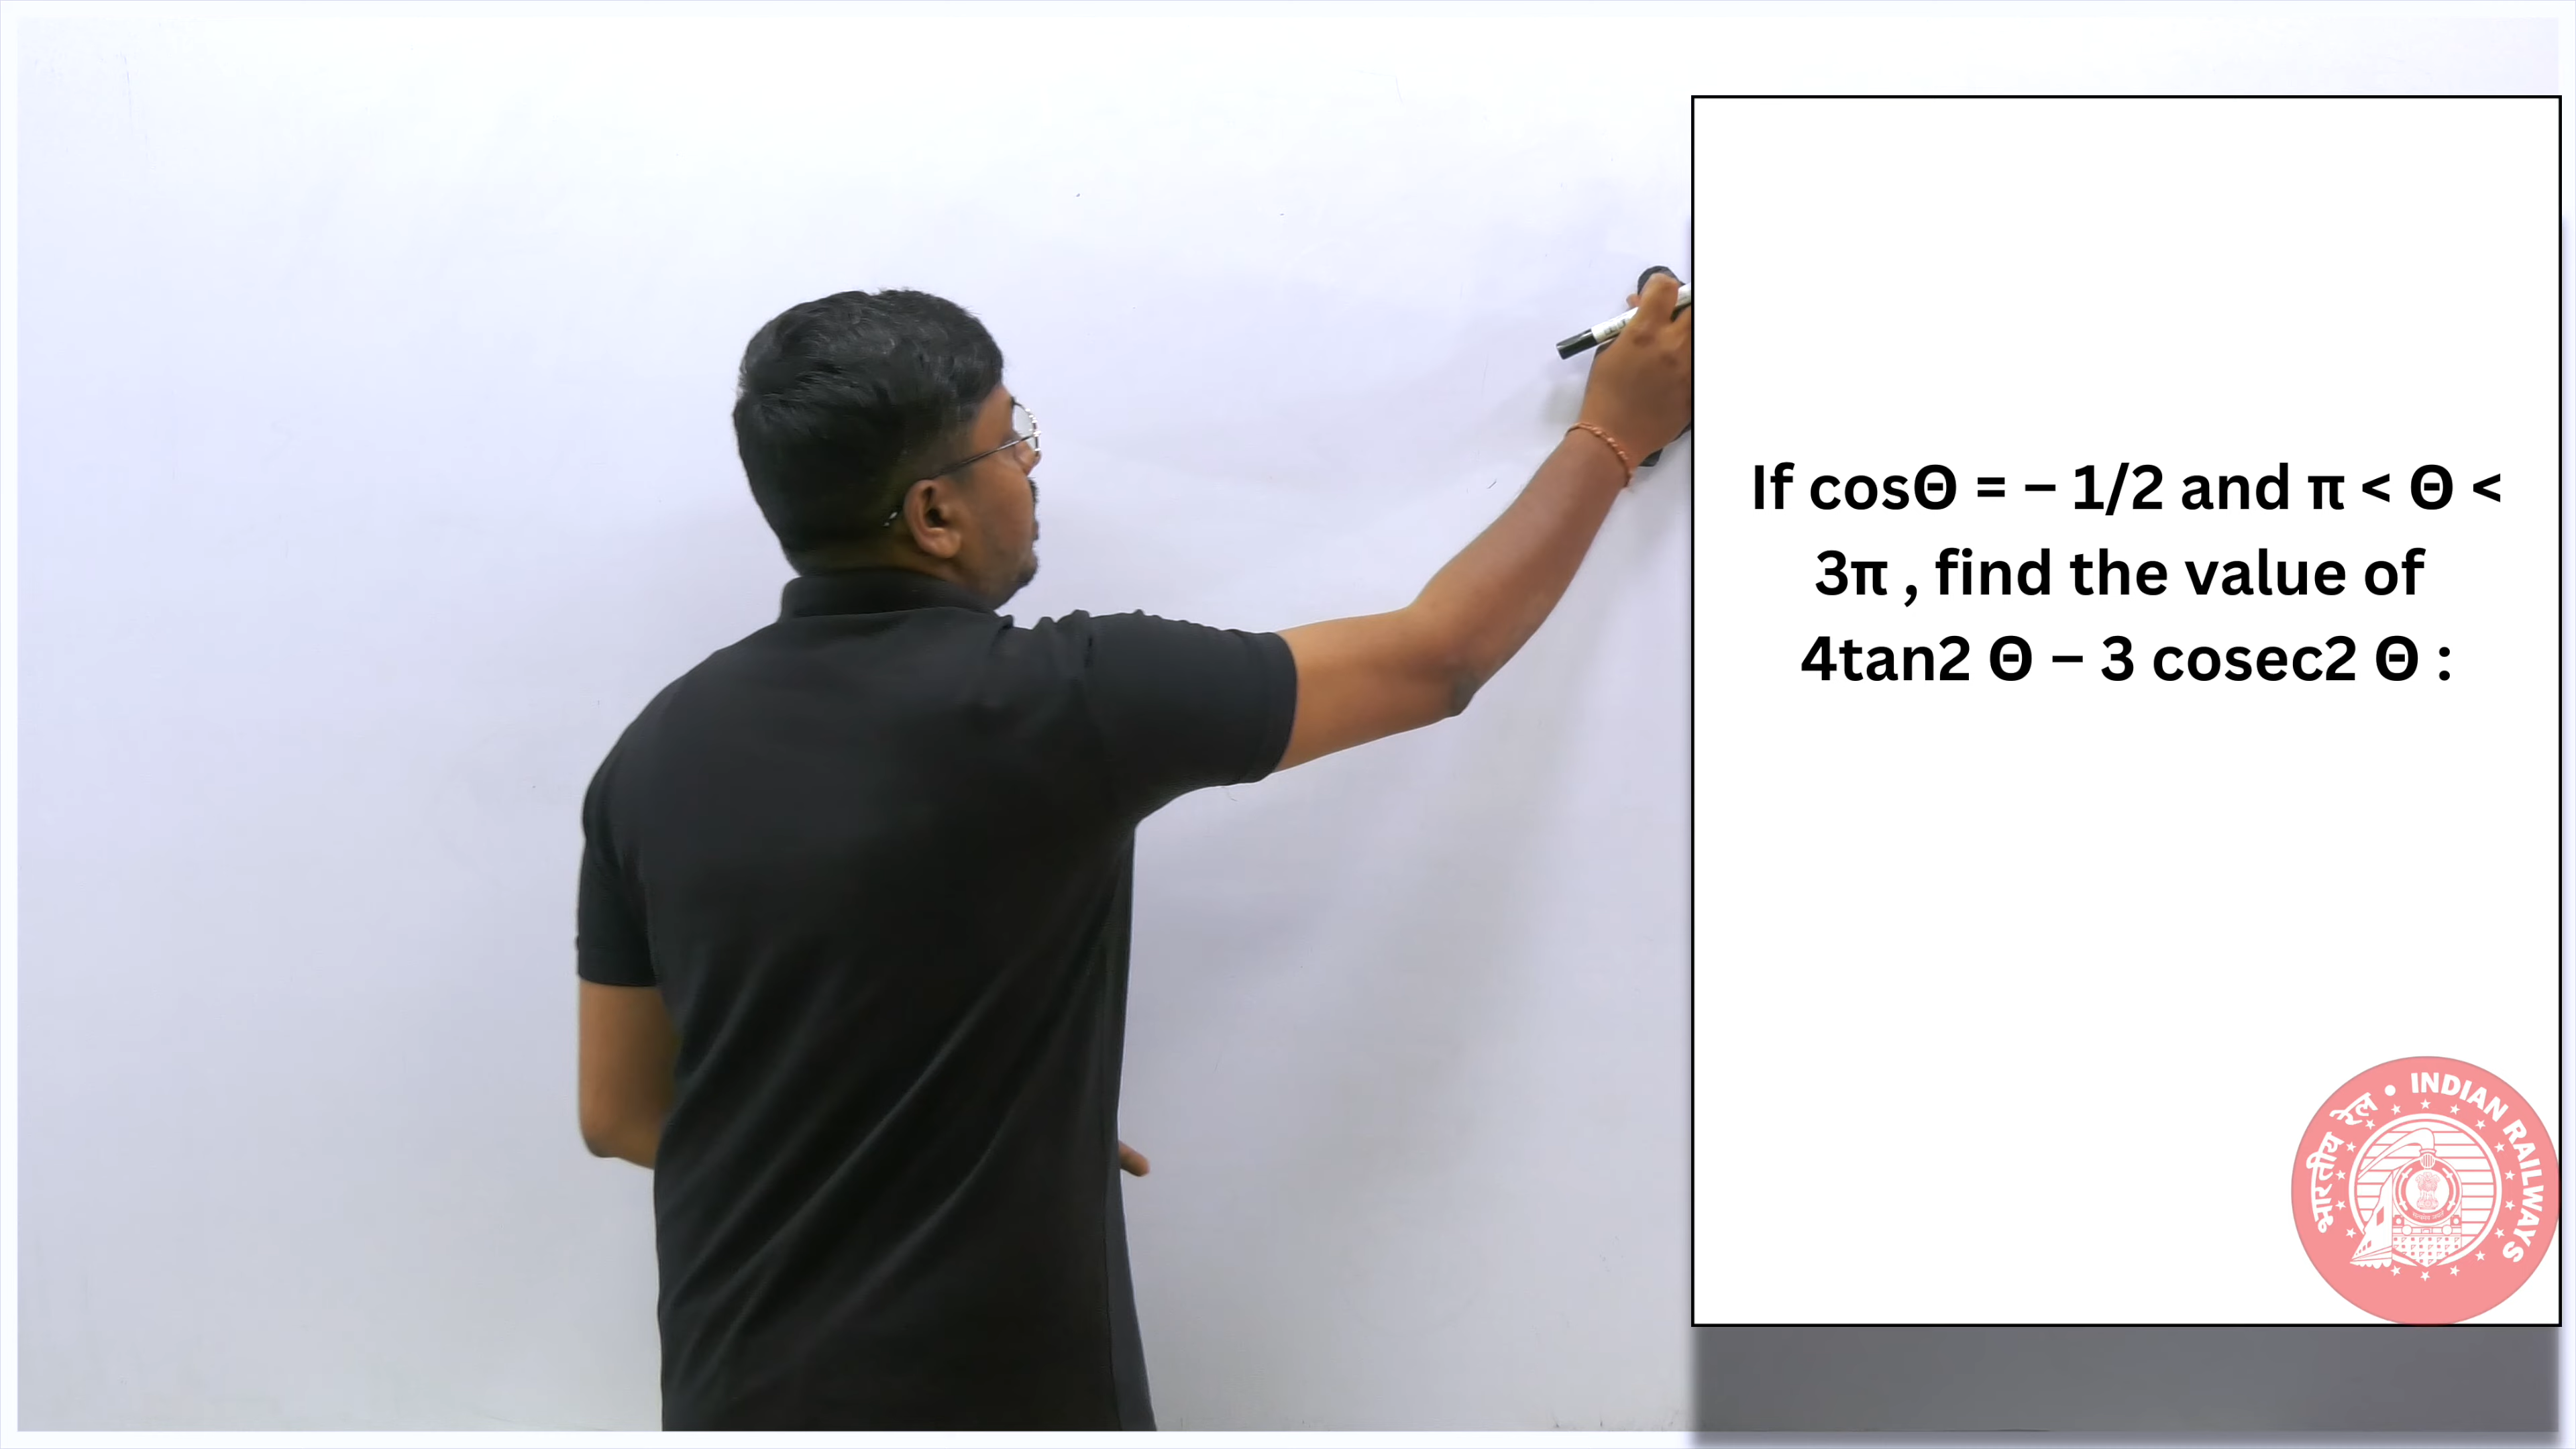 If cosΘ = – 1/2 and π < Θ <
3π , find the value of
4tan2 Θ – 3 cosec2 Θ :
भारतीय रेल • INDIAN RAILWAYS